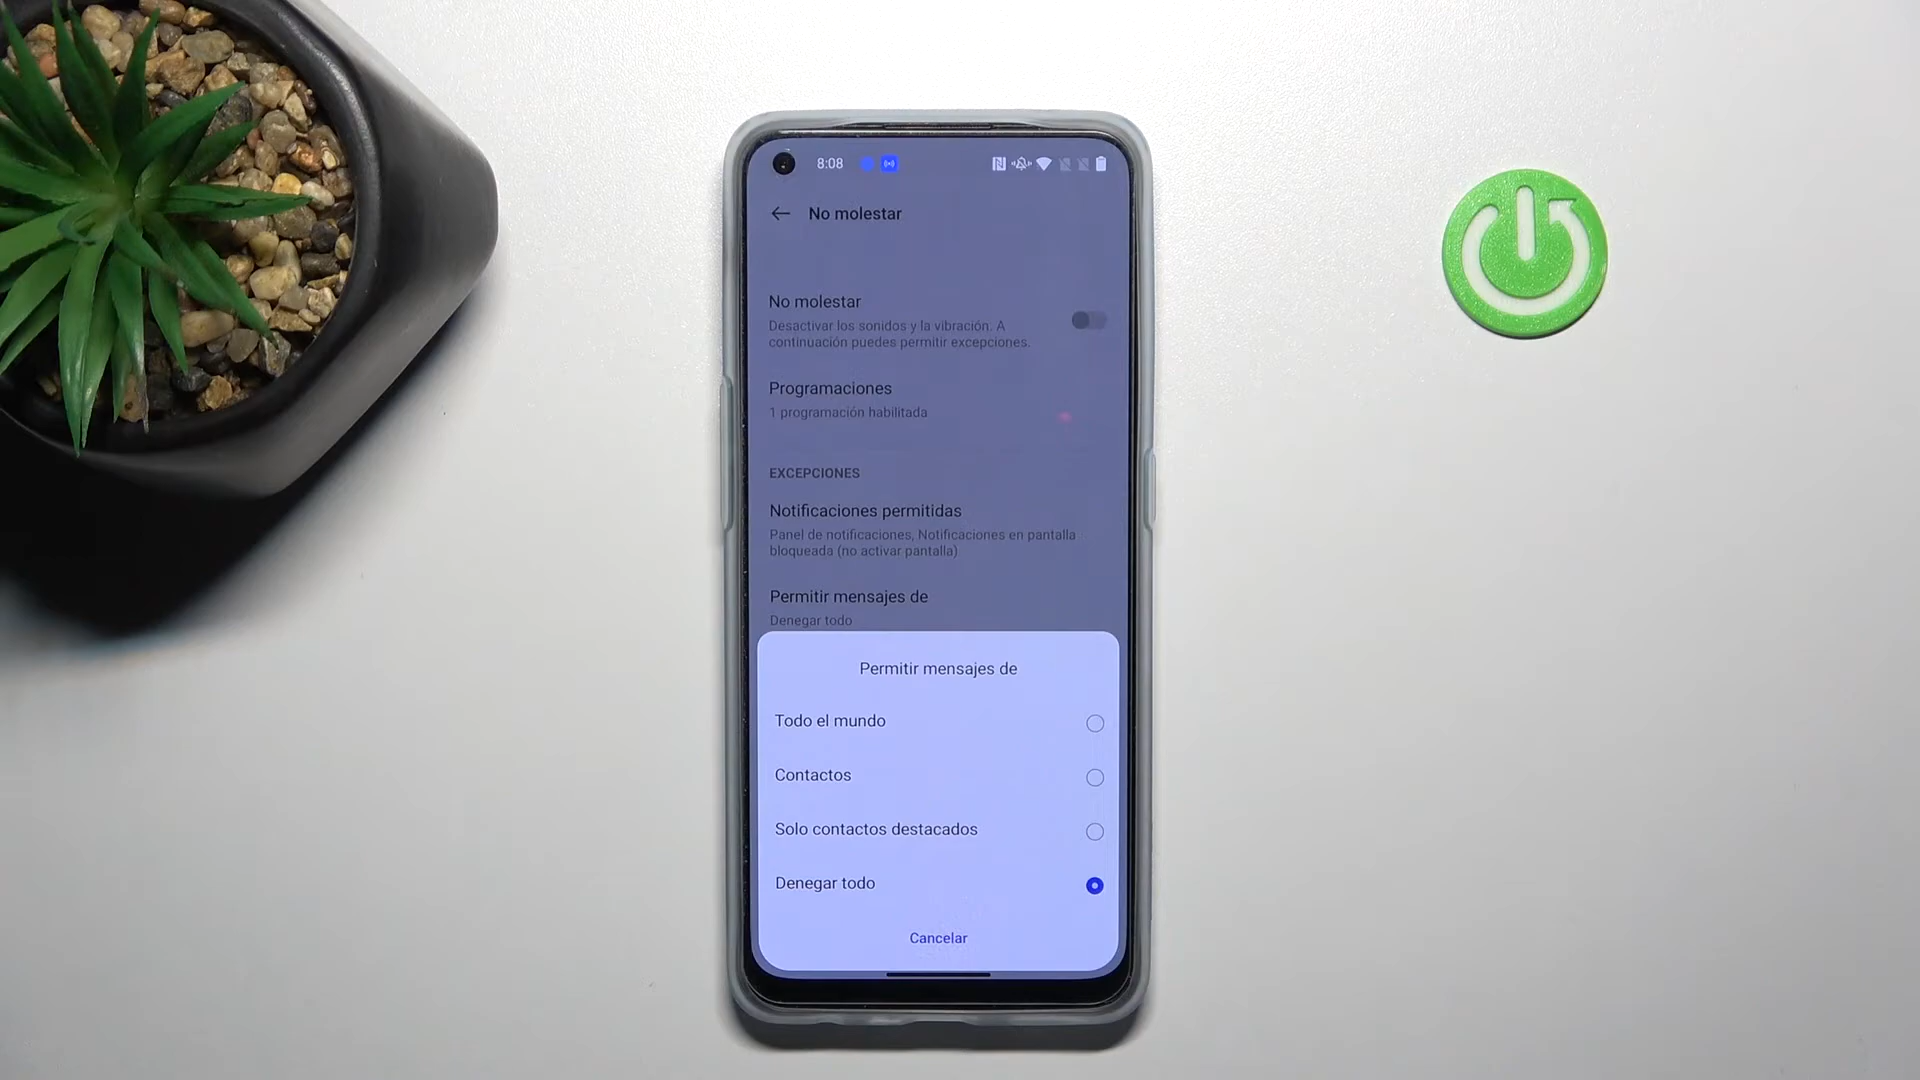 8:08
No molestar
No molestar
Desactivar los sonidos y la vibración. A
continuación puedes permitir excepciones.
Programaciones
1 programación habilitada
EXCEPCIONES
Notificaciones permitidas
Panel de notificaciones, Notificaciones en pantalla
bloqueada (no activar pantalla)
Permitir mensajes de
Denegar todo
Permitir mensajes de
Todo el mundo
Contactos
Solo contactos destacados
Denegar todo
Cancelar